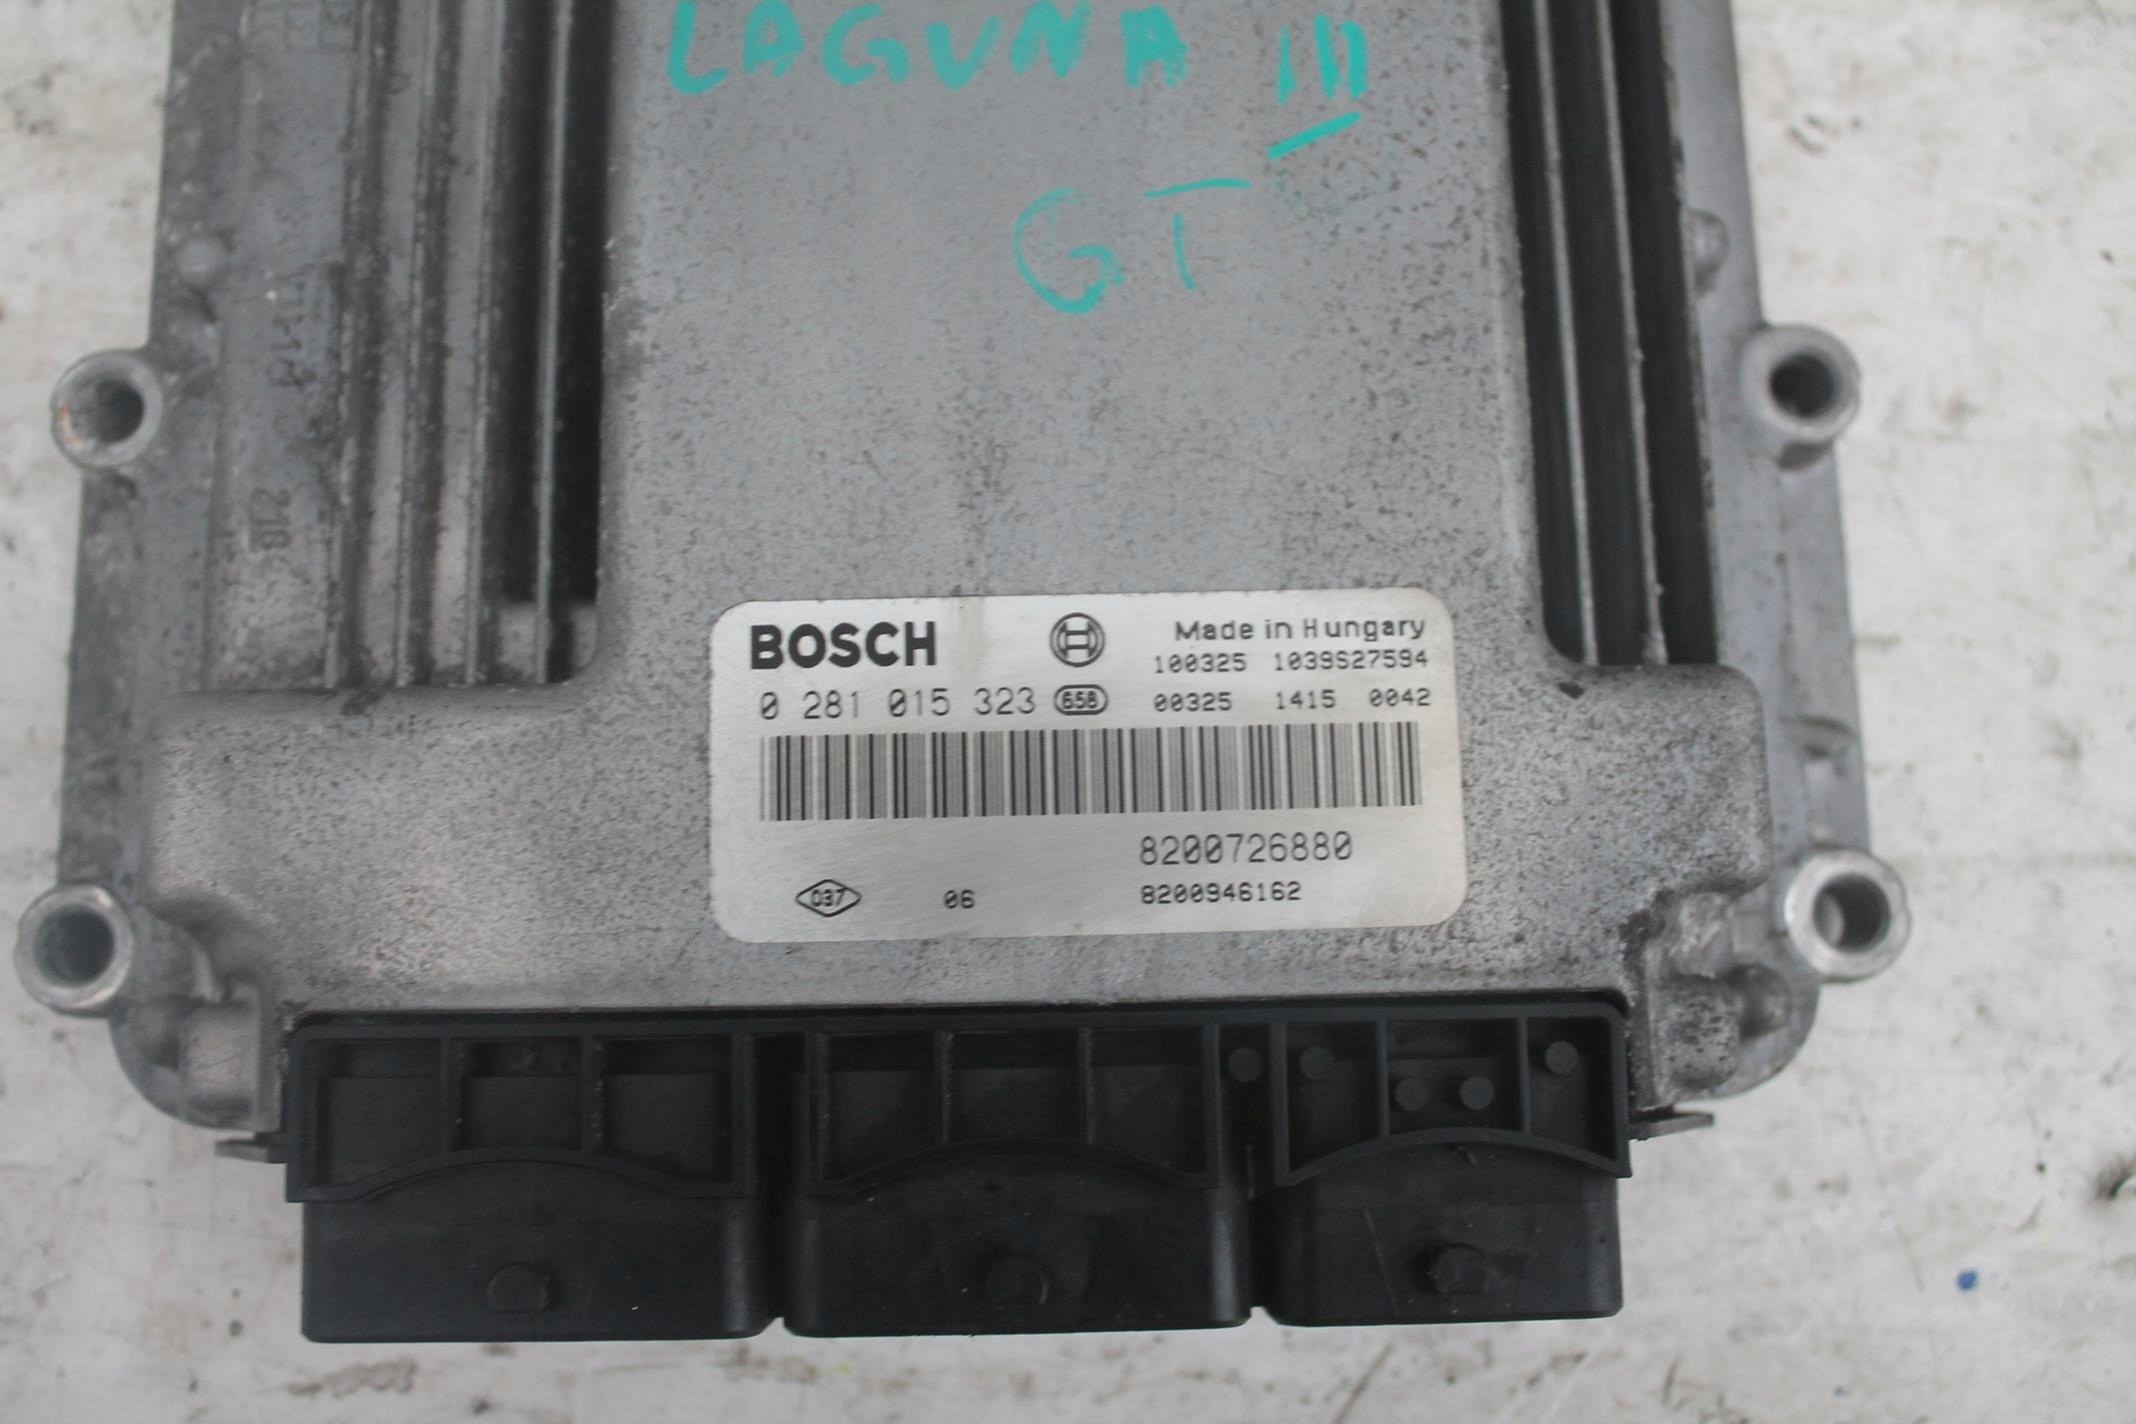 LAGUNA III
GT
BOSCH
Made in Hungary
100325 1039S27594
0 281 015 323 658 00325 1415 0042
8200726880
037 06 8200946162